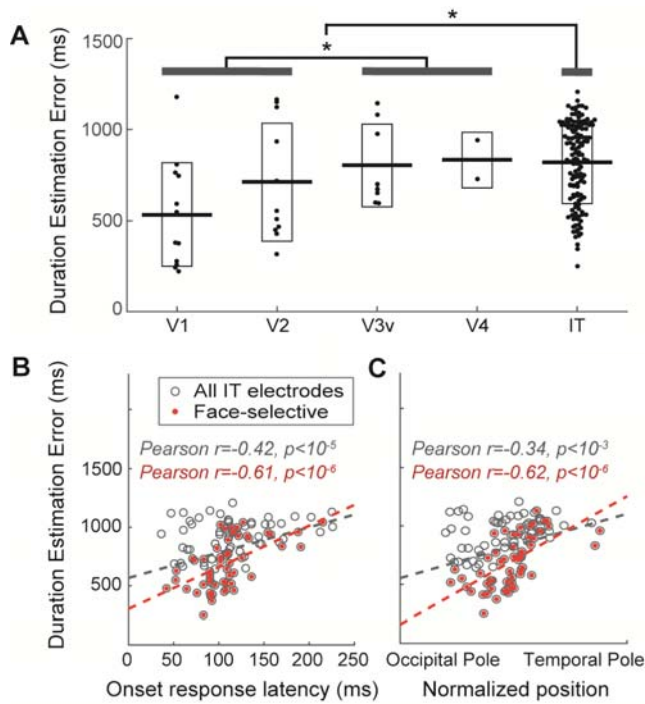 A
*
*
Duration Estimation Error (ms)
1500
1000
500
0
V1 V2 V3v V4 IT
B
C
Duration Estimation Error (ms)
All IT electrodes
Face-selective
Pearson r=-0.42, p<10⁻⁵
Pearson r=-0.61, p<10⁻⁶
Pearson r=-0.34, p<10⁻³
Pearson r=-0.62, p<10⁻⁶
1500
1000
500
0 50 100 150 200 250
Onset response latency (ms)
Occipital Pole Temporal Pole
Normalized position